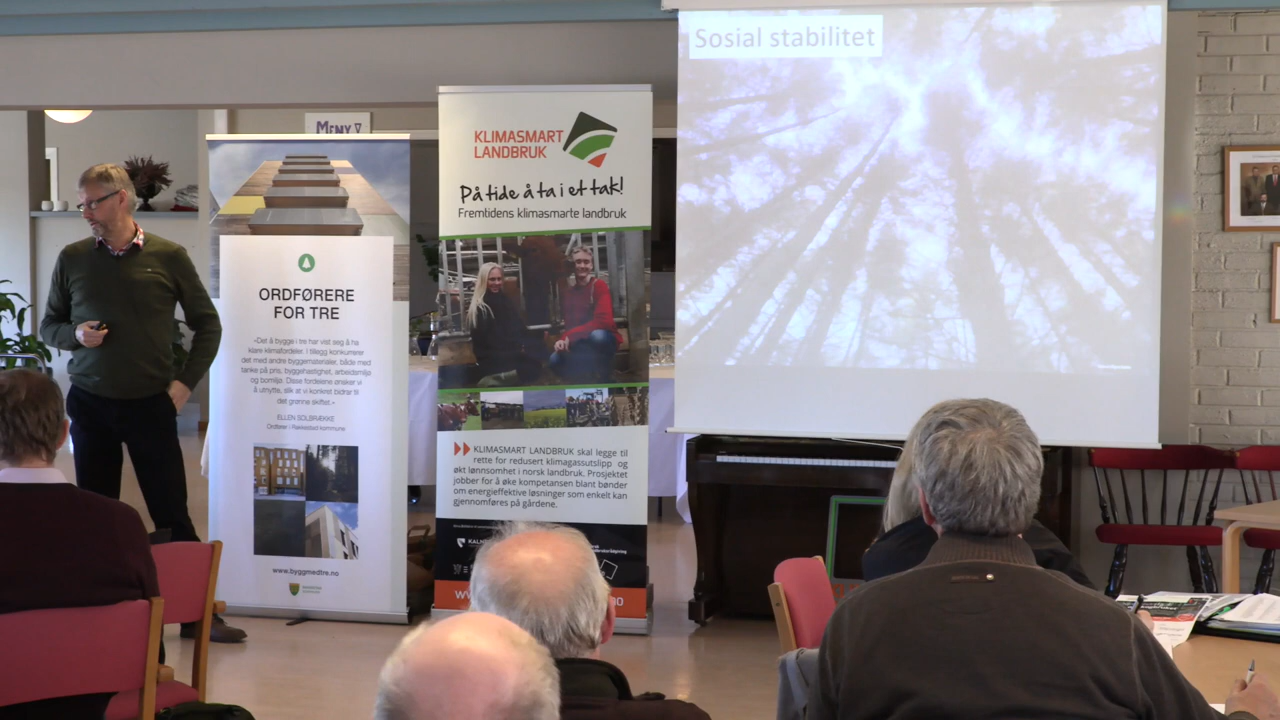 Sosial stabilitet
MENY
KLIMASMART
LANDBRUK
På tide å ta i et tak!
Fremtidens klimasmarte landbruk
ORDFØRERE
FOR TRE
«Det å bygge i tre har vist seg å ha
klare klimafordeler. I tillegg konkurrerer
det med andre byggematerialer, både med
tanke på pris, byggehastighet, arbeidsmiljø
og bomiljø. Disse fordelene ønsker vi
å utnytte, slik at vi konkret bidrar til
det grønne skiftet.»
ELLEN SOLBRÆKKE
Ordfører i Rakkestad kommune
www.byggmedtre.no
KLIMASMART LANDBRUK skal legge til
rette for redusert klimagassutslipp og
økt lønnsomhet i norsk landbruk. Prosjektet
jobber for å øke kompetansen blant bønder
om energieffektive løsninger som enkelt kan
gjennomføres på gårdene.